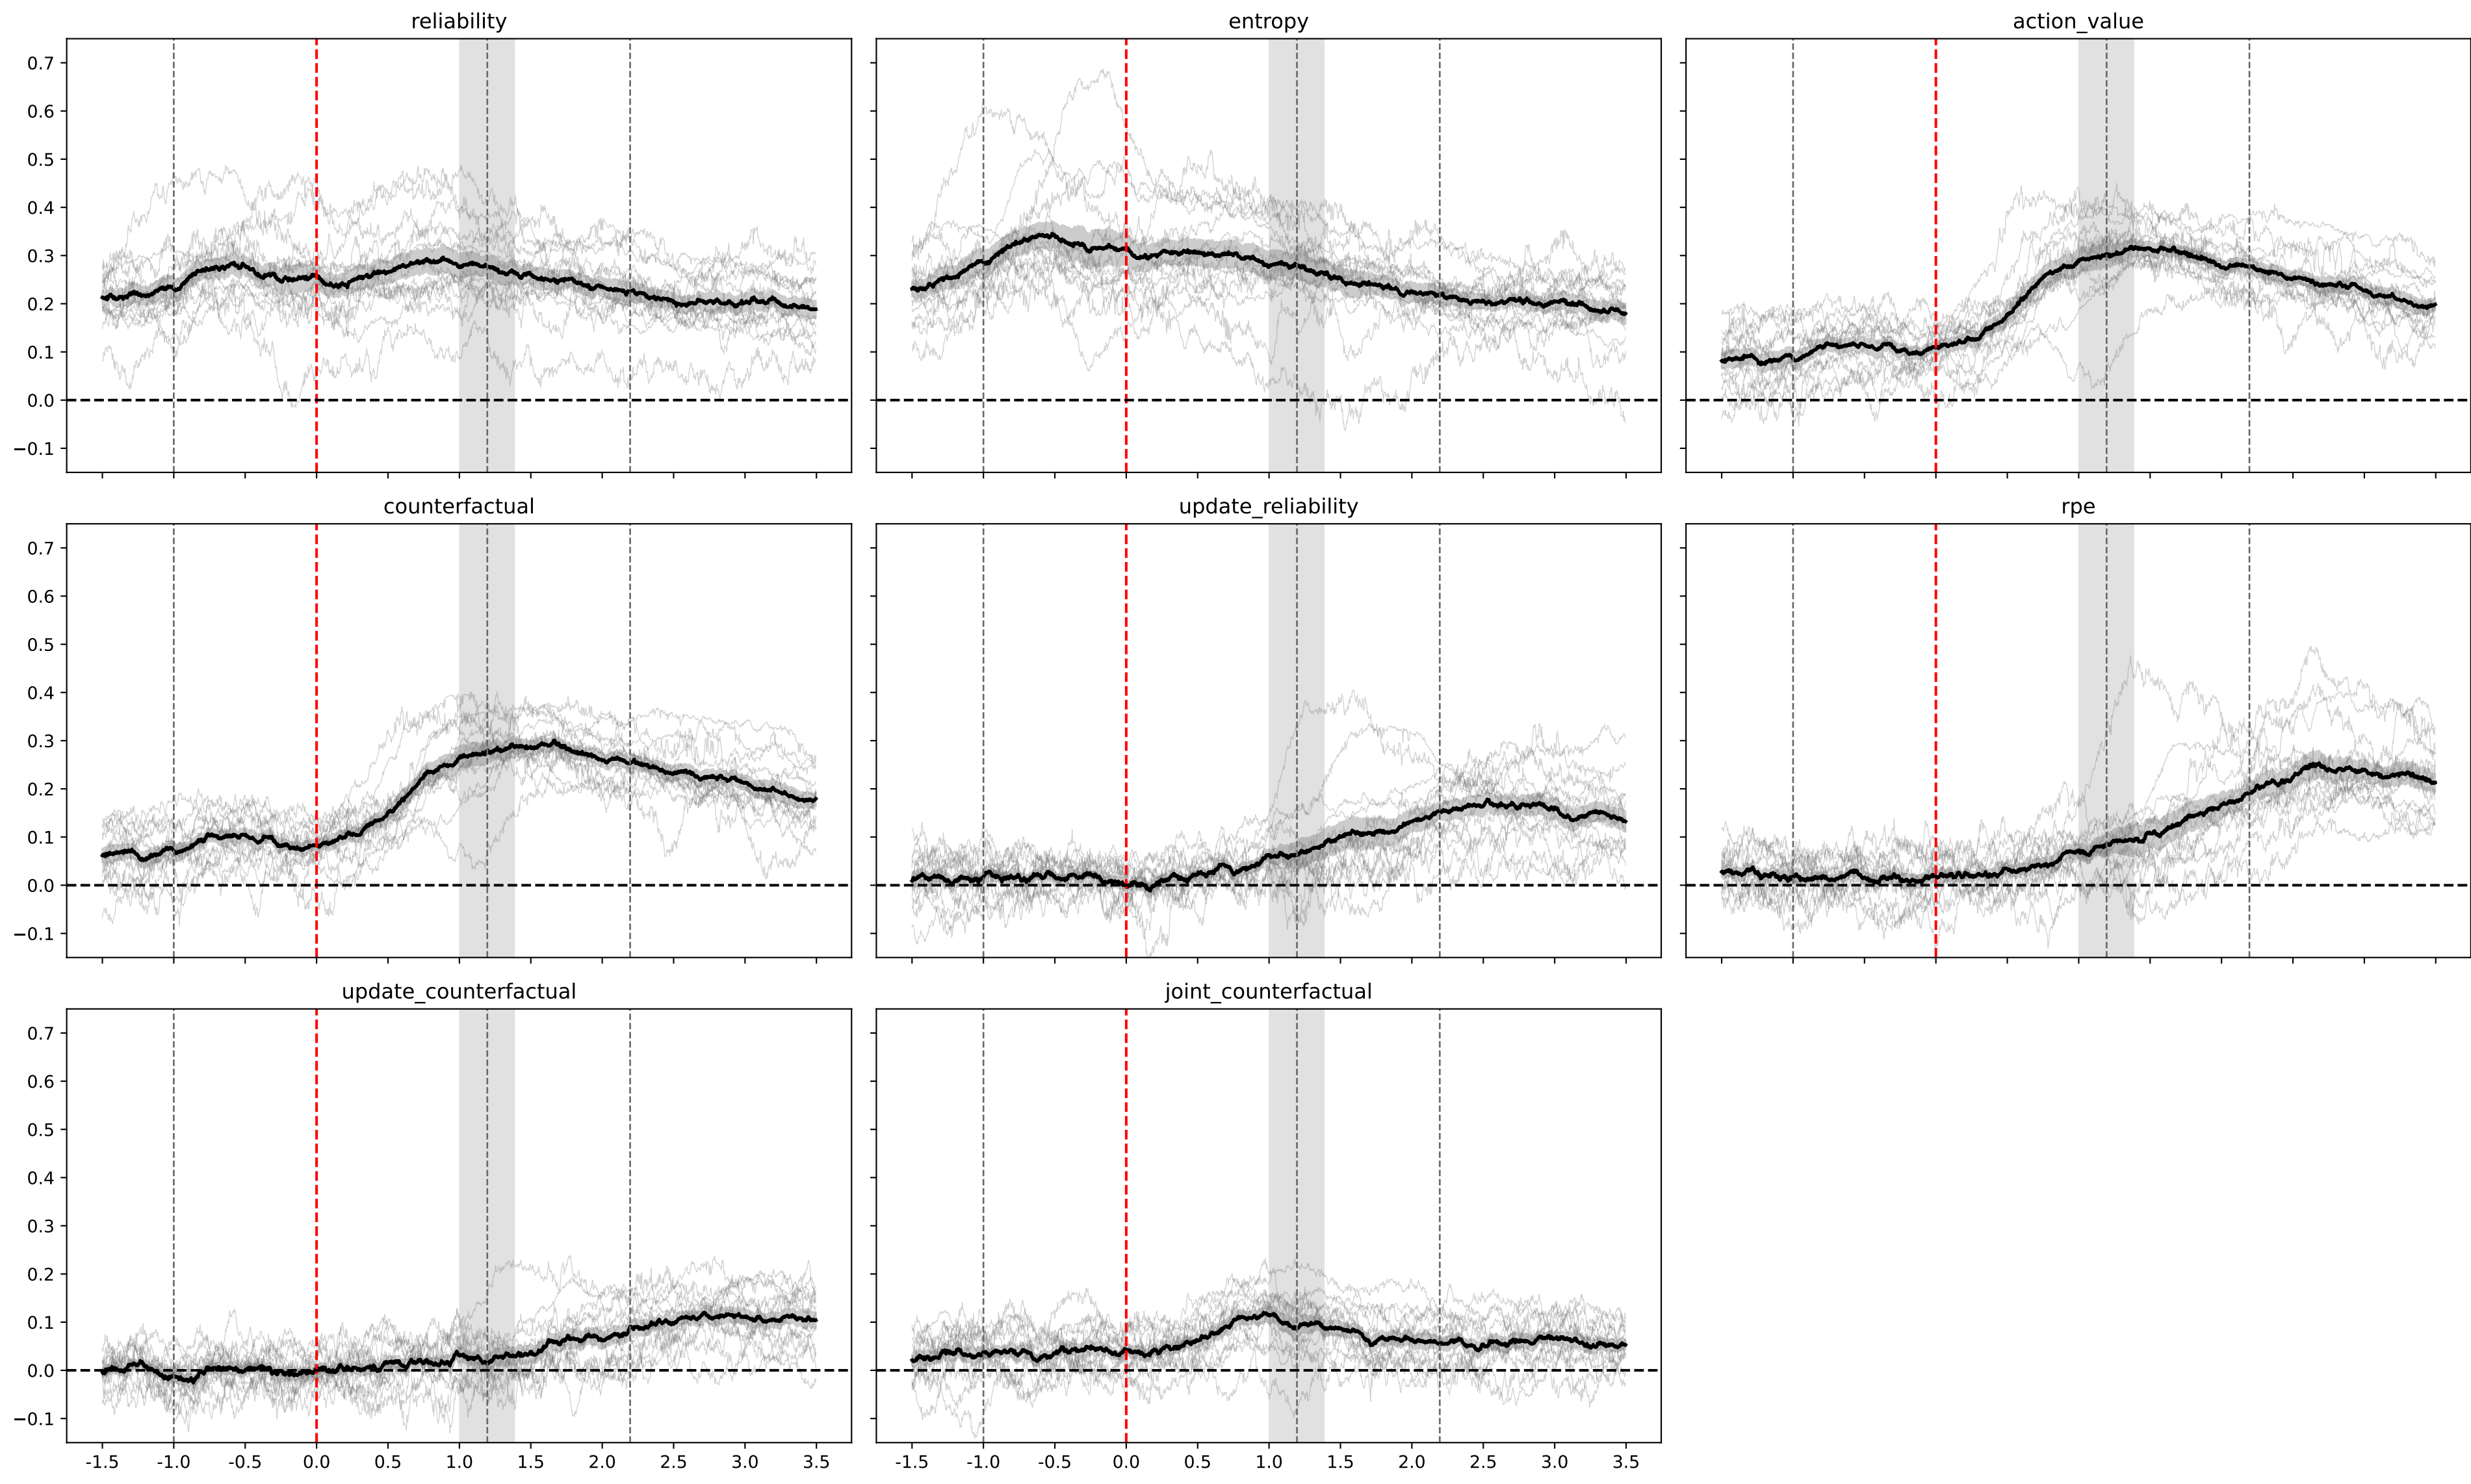 reliability
entropy
action_value
0.7
0.6
0.5
0.4
0.3
0.2
0.1
0.0
−0.1
counterfactual
update_reliability
rpe
0.7
0.6
0.5
0.4
0.3
0.2
0.1
0.0
−0.1
update_counterfactual
joint_counterfactual
0.7
0.6
0.5
0.4
0.3
0.2
0.1
0.0
−0.1
-1.5 -1.0 -0.5 0.0 0.5 1.0 1.5 2.0 2.5 3.0 3.5
-1.5 -1.0 -0.5 0.0 0.5 1.0 1.5 2.0 2.5 3.0 3.5